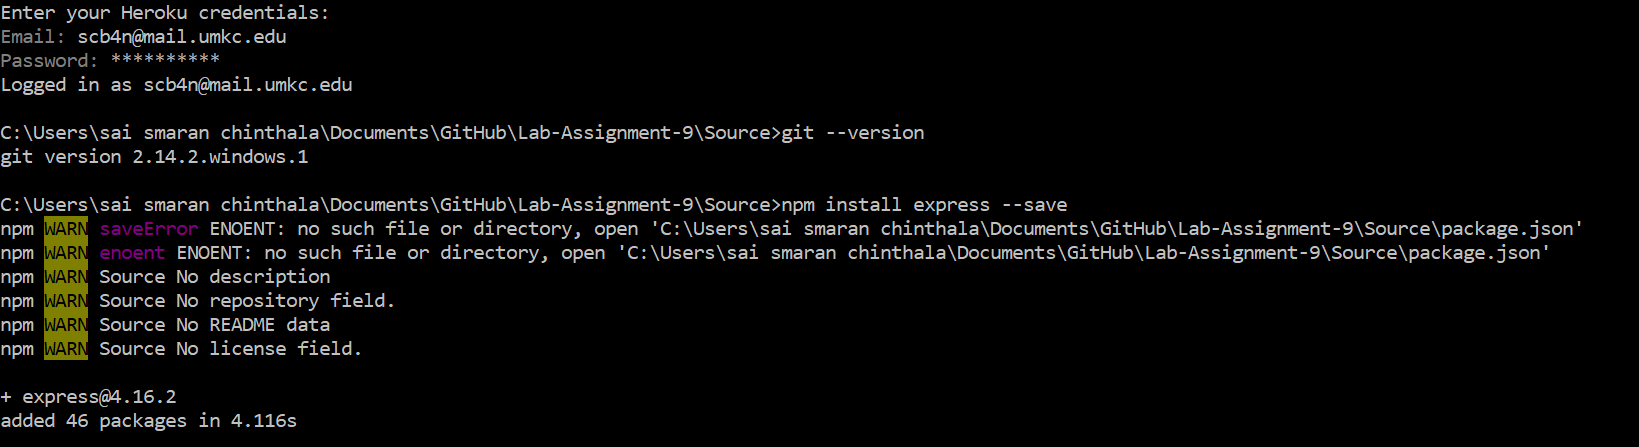 Enter your Heroku credentials:
Email: scb4n@mail.umkc.edu
Password: **********
Logged in as scb4n@mail.umkc.edu
C:\Users\sai smaran chinthala\Documents\GitHub\Lab-Assignment-9\Source>git --version
git version 2.14.2.windows.1
C:\Users\sai smaran chinthala\Documents\GitHub\Lab-Assignment-9\Source>npm install express --save
npm WARN saveError ENOENT: no such file or directory, open 'C:\Users\sai smaran chinthala\Documents\GitHub\Lab-Assignment-9\Source\package.json'
npm WARN enoent ENOENT: no such file or directory, open 'C:\Users\sai smaran chinthala\Documents\GitHub\Lab-Assignment-9\Source\package.json'
npm WARN Source No description
npm WARN Source No repository field.
npm WARN Source No README data
npm WARN Source No license field.
+ express@4.16.2
added 46 packages in 4.116s